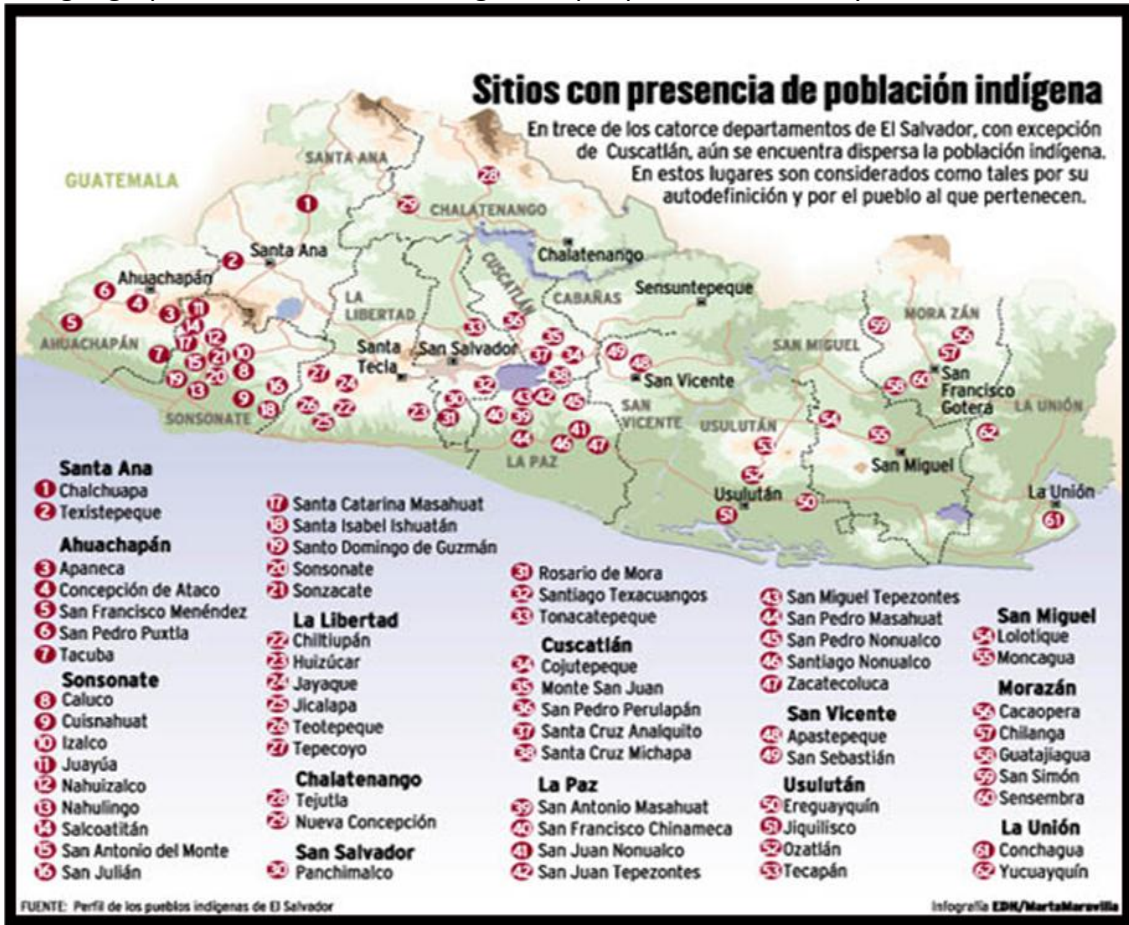 Sitios con presencia de población indígena
En trece de los catorce departamentos de El Salvador, con excepción
de Cuscatlán, aún se encuentra dispersa la población indígena.
En estos lugares son considerados como tales por su
autodefinición y por el pueblo al que pertenecen.
GUATEMALA
SANTA ANA
CHALATENANGO
CUSCATLÁN
CABAÑAS
LA LIBERTAD
AHUACHAPÁN
SONSONATE
LA PAZ
SAN VICENTE
USULUTÁN
SAN MIGUEL
MORAZÁN
LA UNIÓN
Santa Ana
Ahuachapán
Chalatenango
Sensuntepeque
Santa Tecla
San Salvador
San Vicente
San Francisco Gotera
San Miguel
Usulután
La Unión
Santa Ana
1 Chalchuapa
2 Texistepeque
Ahuachapán
3 Apaneca
4 Concepción de Ataco
5 San Francisco Menéndez
6 San Pedro Puxtla
7 Tacuba
Sonsonate
8 Caluco
9 Cuisnahuat
10 Izalco
11 Juayúa
12 Nahuizalco
13 Nahulingo
14 Salcoatitán
15 San Antonio del Monte
16 San Julián
17 Santa Catarina Masahuat
18 Santa Isabel Ishuatán
19 Santo Domingo de Guzmán
20 Sonsonate
21 Sonzacate
La Libertad
22 Chiltiupán
23 Huizúcar
24 Jayaque
25 Jicalapa
26 Teotepeque
27 Tepecoyo
Chalatenango
28 Tejutla
29 Nueva Concepción
San Salvador
30 Panchimalco
31 Rosario de Mora
32 Santiago Texacuangos
33 Tonacatepeque
Cuscatlán
34 Cojutepeque
35 Monte San Juan
36 San Pedro Perulapán
37 Santa Cruz Analquito
38 Santa Cruz Michapa
La Paz
39 San Antonio Masahuat
40 San Francisco Chinameca
41 San Juan Nonualco
42 San Juan Tepezontes
43 San Miguel Tepezontes
44 San Pedro Masahuat
45 San Pedro Nonualco
46 Santiago Nonualco
47 Zacatecoluca
San Vicente
48 Apastepeque
49 San Sebastián
Usulután
50 Ereguayquín
51 Jiquilisco
52 Ozatlán
53 Tecapán
San Miguel
54 Lolotique
55 Moncagua
Morazán
56 Cacaopera
57 Chilanga
58 Guatajiagua
59 San Simón
60 Sensembra
La Unión
61 Conchagua
62 Yucuayquín
FUENTE: Perfil de los pueblos indígenas de El Salvador
Infografía EDH/MartaMaravilla